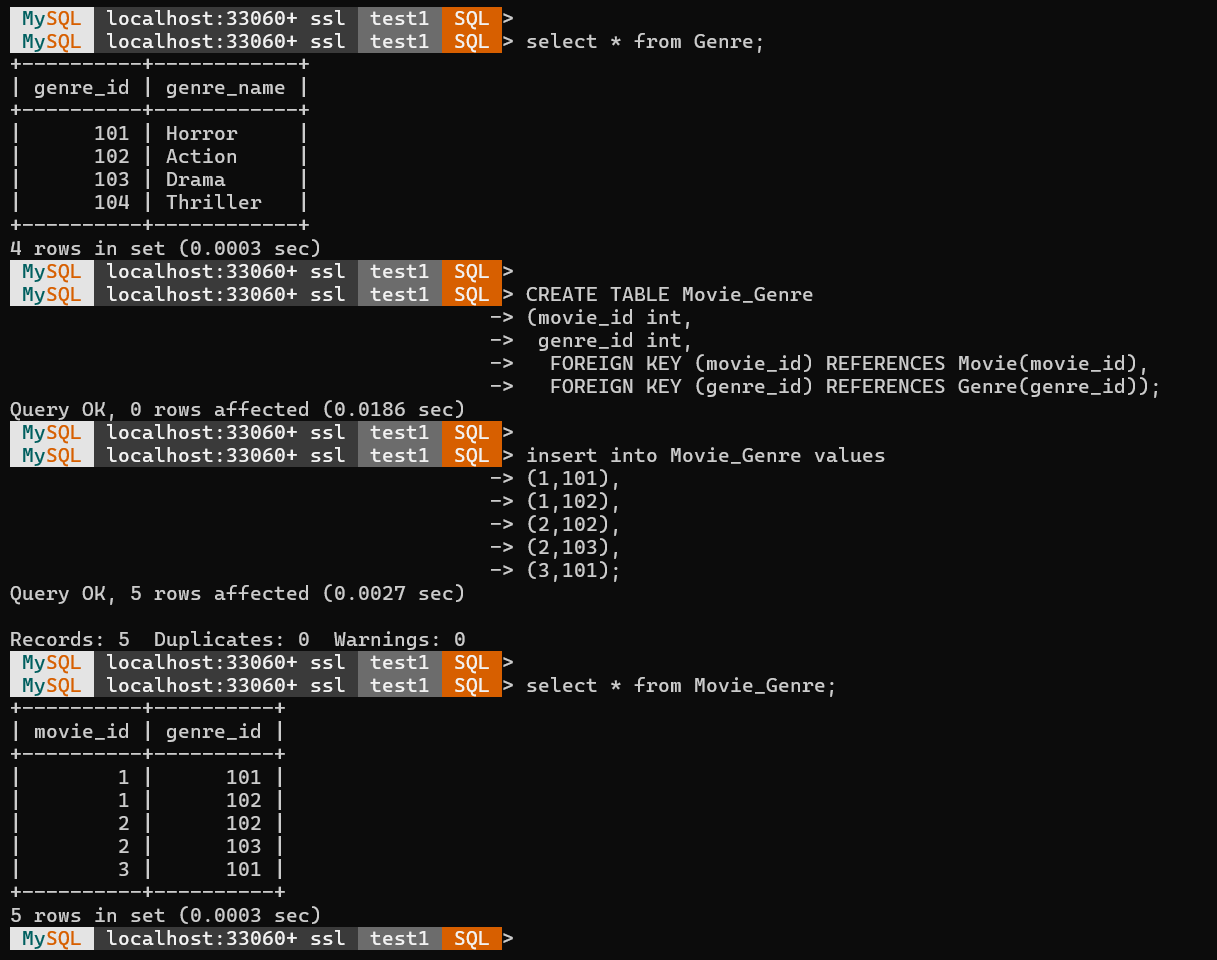 MySQL localhost:33060+ ssl test1 SQL >
MySQL localhost:33060+ ssl test1 SQL > select * from Genre;
+----------+------------+
| genre_id | genre_name |
+----------+------------+
|      101 | Horror     |
|      102 | Action     |
|      103 | Drama      |
|      104 | Thriller   |
+----------+------------+
4 rows in set (0.0003 sec)
MySQL localhost:33060+ ssl test1 SQL >
MySQL localhost:33060+ ssl test1 SQL > CREATE TABLE Movie_Genre
-> (movie_id int,
->  genre_id int,
->   FOREIGN KEY (movie_id) REFERENCES Movie(movie_id),
->   FOREIGN KEY (genre_id) REFERENCES Genre(genre_id));
Query OK, 0 rows affected (0.0186 sec)
MySQL localhost:33060+ ssl test1 SQL >
MySQL localhost:33060+ ssl test1 SQL > insert into Movie_Genre values
-> (1,101),
-> (1,102),
-> (2,102),
-> (2,103),
-> (3,101);
Query OK, 5 rows affected (0.0027 sec)

Records: 5  Duplicates: 0  Warnings: 0
MySQL localhost:33060+ ssl test1 SQL >
MySQL localhost:33060+ ssl test1 SQL > select * from Movie_Genre;
+----------+----------+
| movie_id | genre_id |
+----------+----------+
|        1 |      101 |
|        1 |      102 |
|        2 |      102 |
|        2 |      103 |
|        3 |      101 |
+----------+----------+
5 rows in set (0.0003 sec)
MySQL localhost:33060+ ssl test1 SQL >